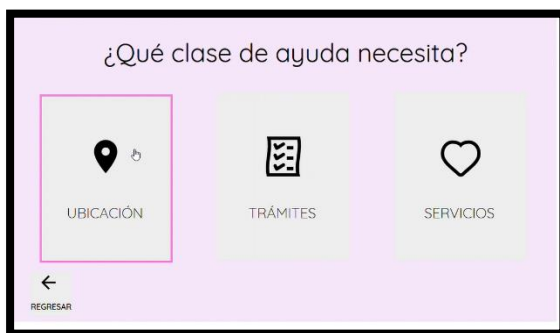 ¿Qué clase de ayuda necesita?
UBICACIÓN
TRÁMITES
SERVICIOS
REGRESAR